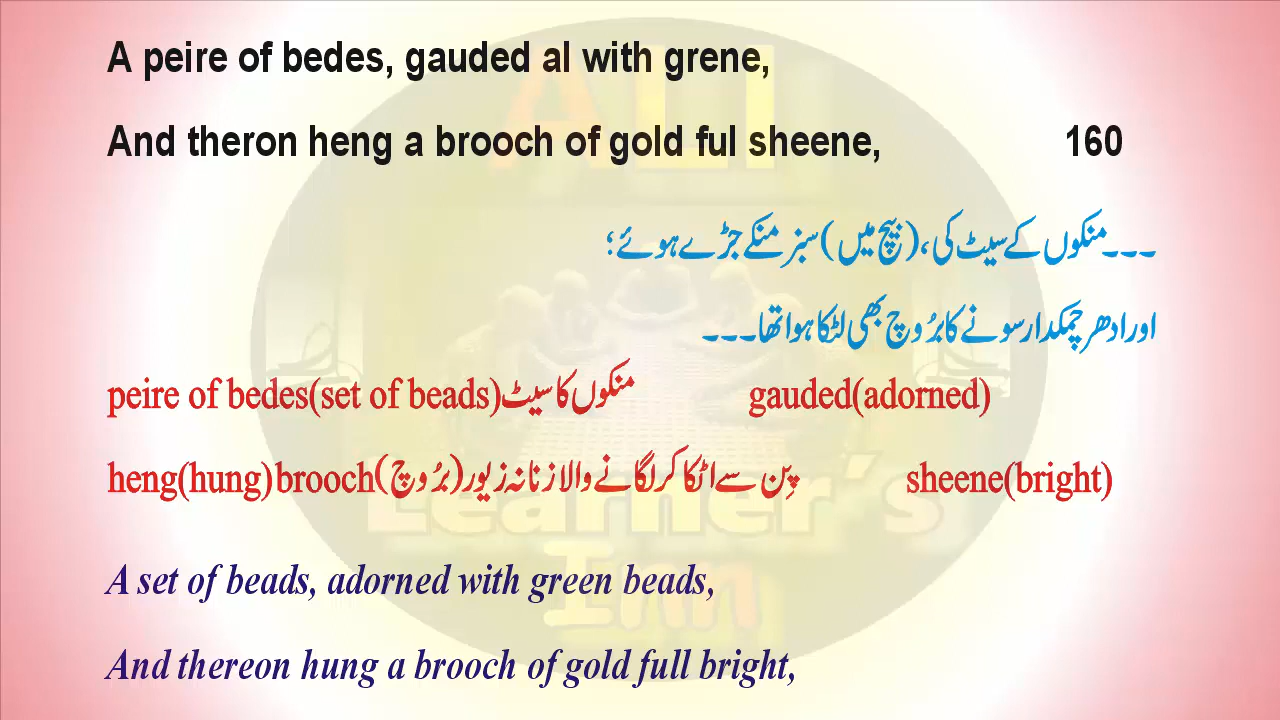 A peire of bedes, gauded al with grene,
And theron heng a brooch of gold ful sheene, 160
۔۔۔منکوں کے سیٹ کی،(بیچ میں) سبز منکے جڑے ہوئے؛
اور ادھر چمکدار سونے کا بُروچ بھی لٹکا ہوا تھا۔۔۔
peire of bedes(set of beads)منکوں کا سیٹ gauded(adorned)
heng(hung)brooch(بُروچ)پِن سے اٹکا کر لگانے والا زنانہ زیور sheene(bright)
A set of beads, adorned with green beads,
And thereon hung a brooch of gold full bright,
ALI
Learner's
Inn